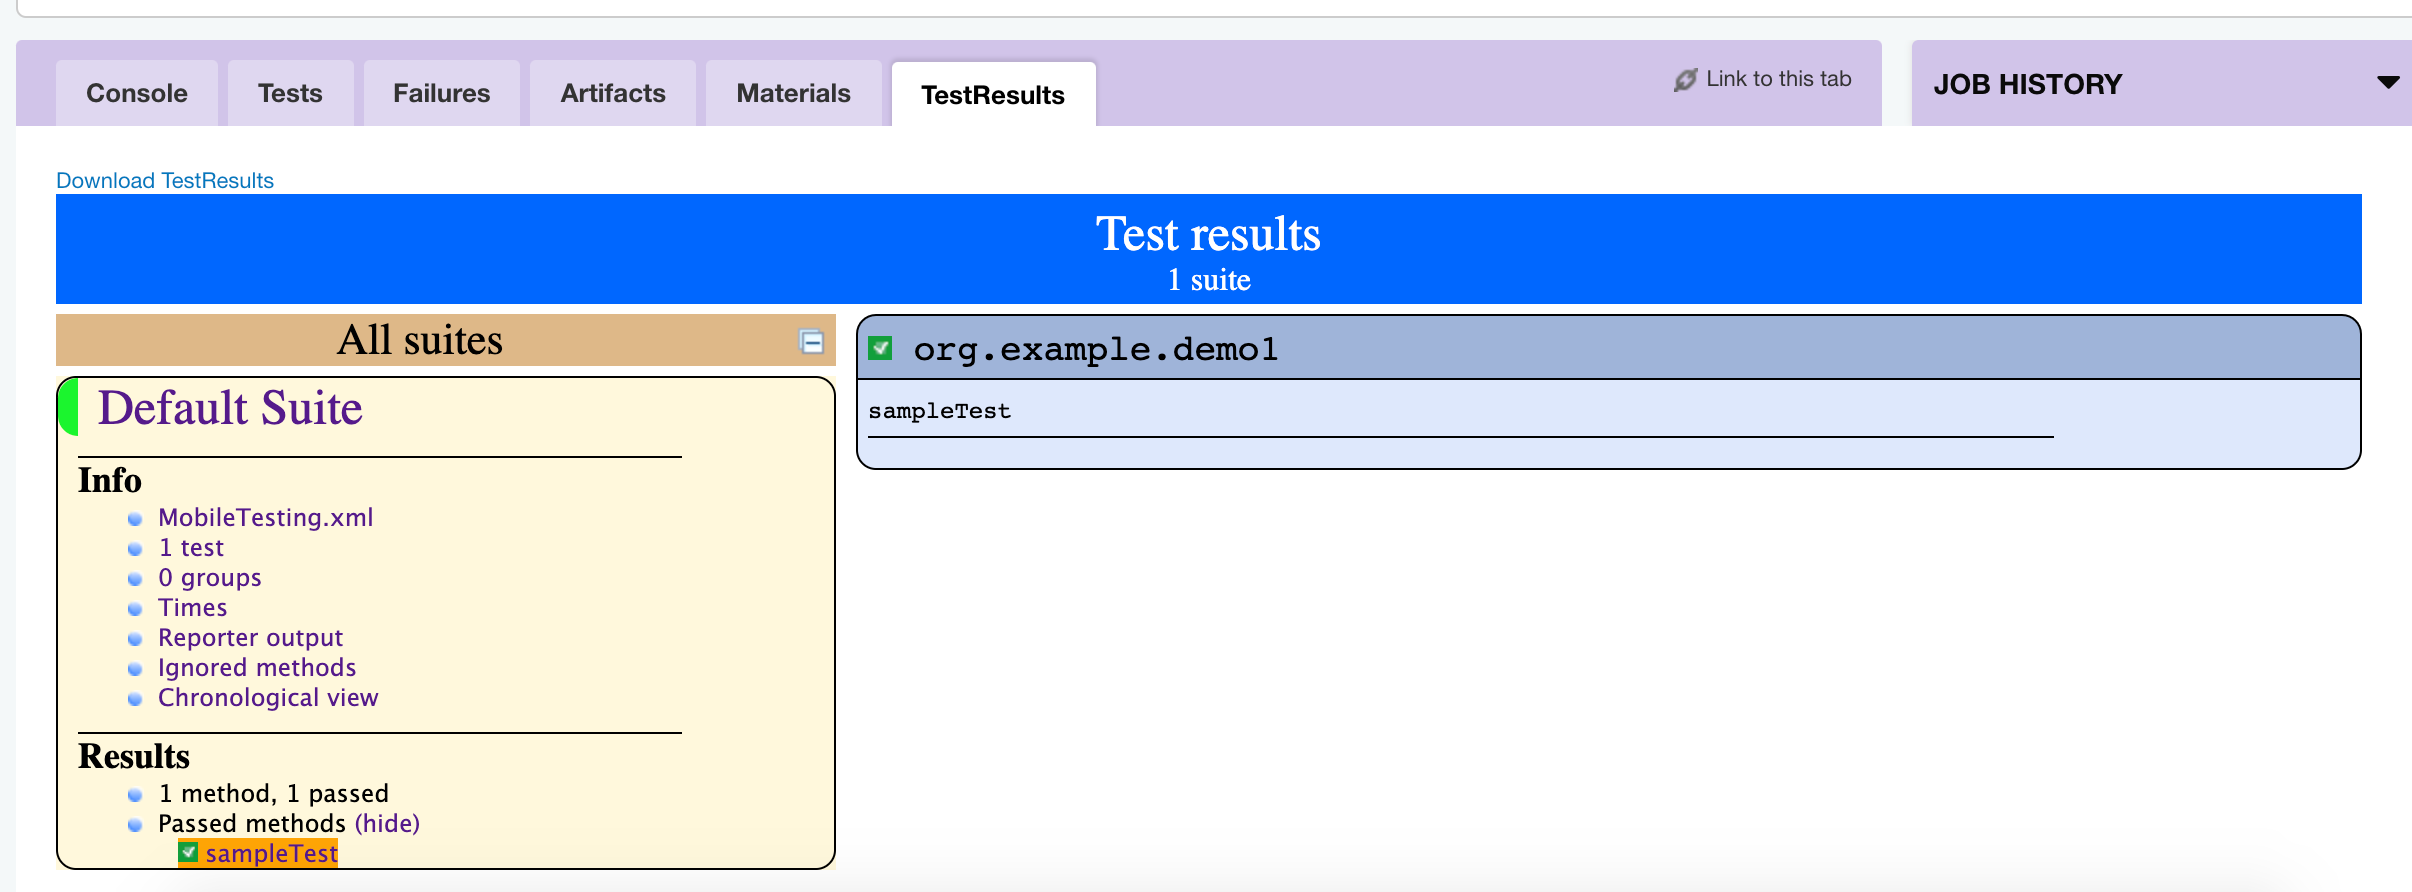 Console
Tests
Failures
Artifacts
Materials
TestResults
Link to this tab
JOB HISTORY
Download TestResults
Test results
1 suite
All suites
Default Suite
Info
MobileTesting.xml
1 test
0 groups
Times
Reporter output
Ignored methods
Chronological view
Results
1 method, 1 passed
Passed methods (hide)
sampleTest
org.example.demo1
sampleTest